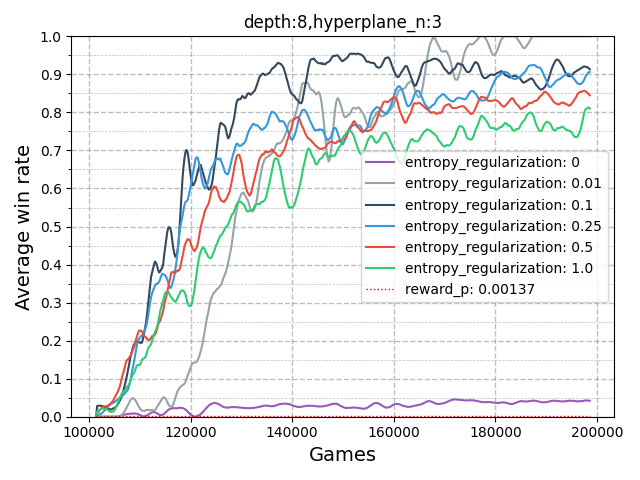 depth:8,hyperplane_n:3
Average win rate
1.0
0.9
0.8
0.7
0.6
0.5
0.4
0.3
0.2
0.1
0.0
entropy_regularization: 0
entropy_regularization: 0.01
entropy_regularization: 0.1
entropy_regularization: 0.25
entropy_regularization: 0.5
entropy_regularization: 1.0
reward_p: 0.00137
100000 120000 140000 160000 180000 200000
Games